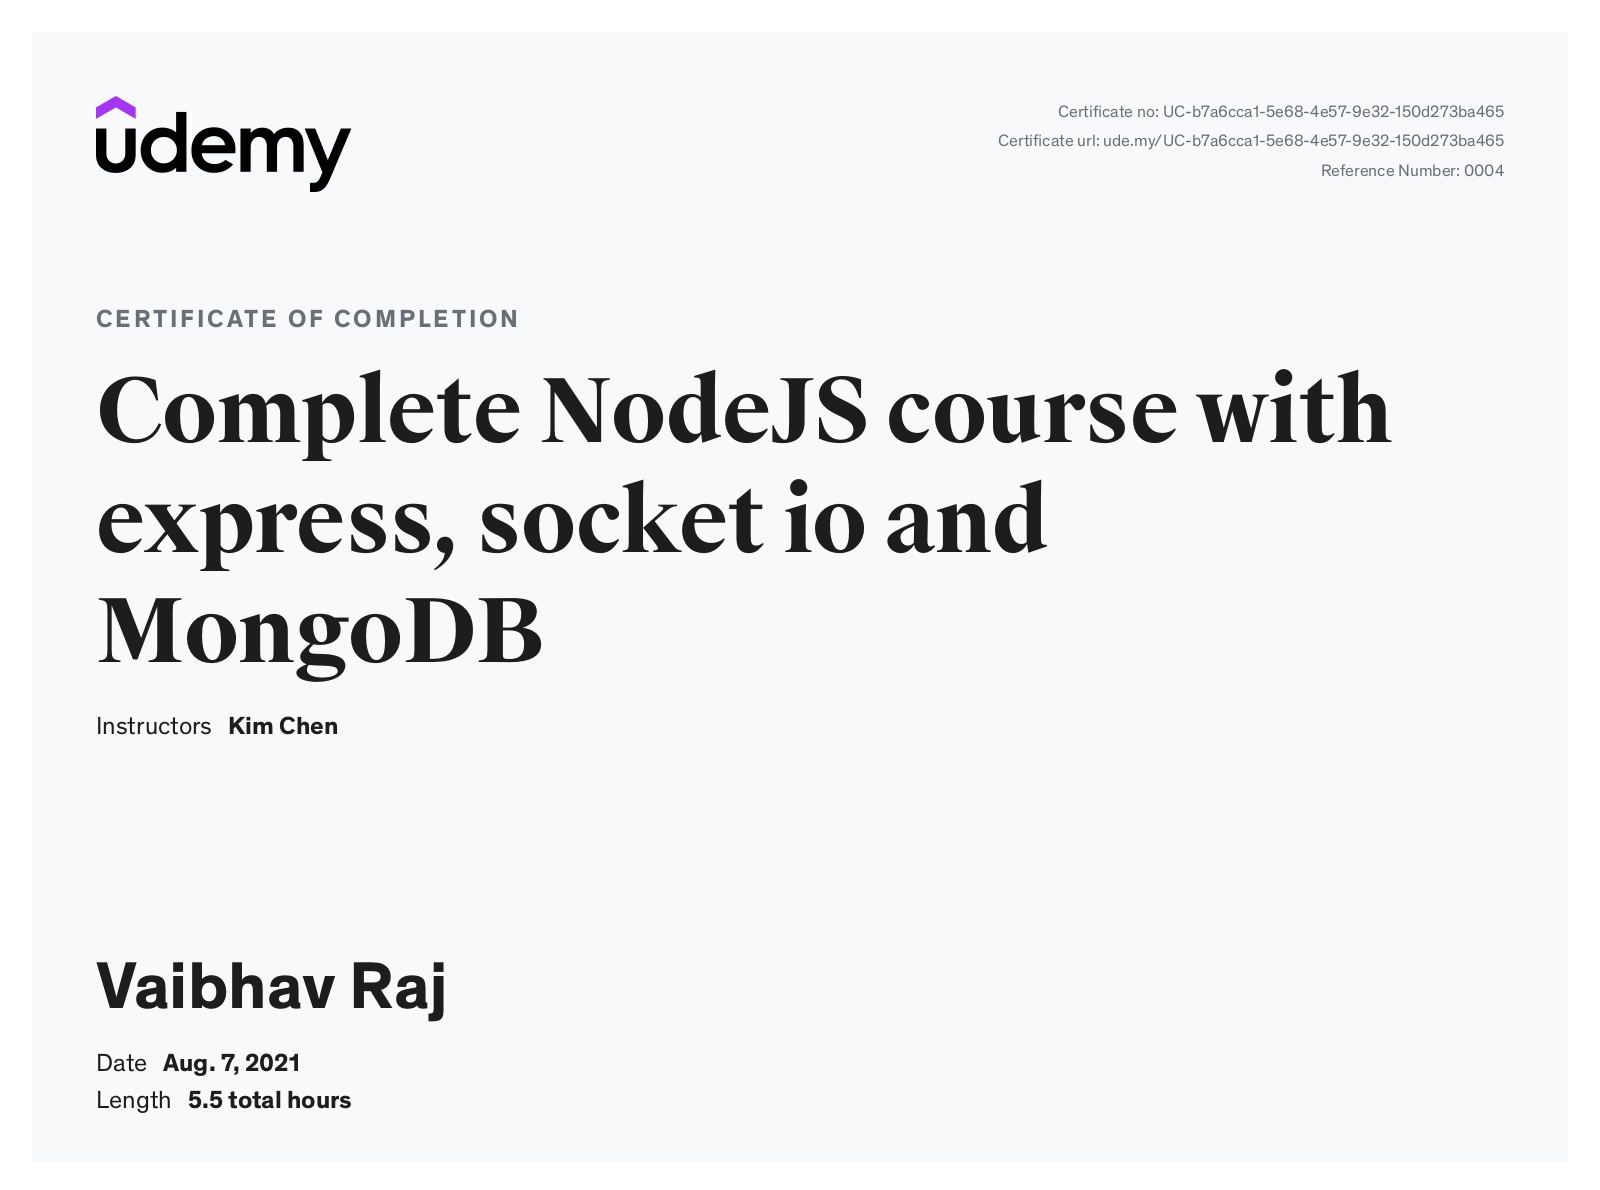 udemy
Certificate no: UC-b7a6cca1-5e68-4e57-9e32-150d273ba465
Certificate url: ude.my/UC-b7a6cca1-5e68-4e57-9e32-150d273ba465
Reference Number: 0004
CERTIFICATE OF COMPLETION
Complete NodeJS course with
express, socket io and
MongoDB
Instructors Kim Chen
Vaibhav Raj
Date Aug. 7, 2021
Length 5.5 total hours